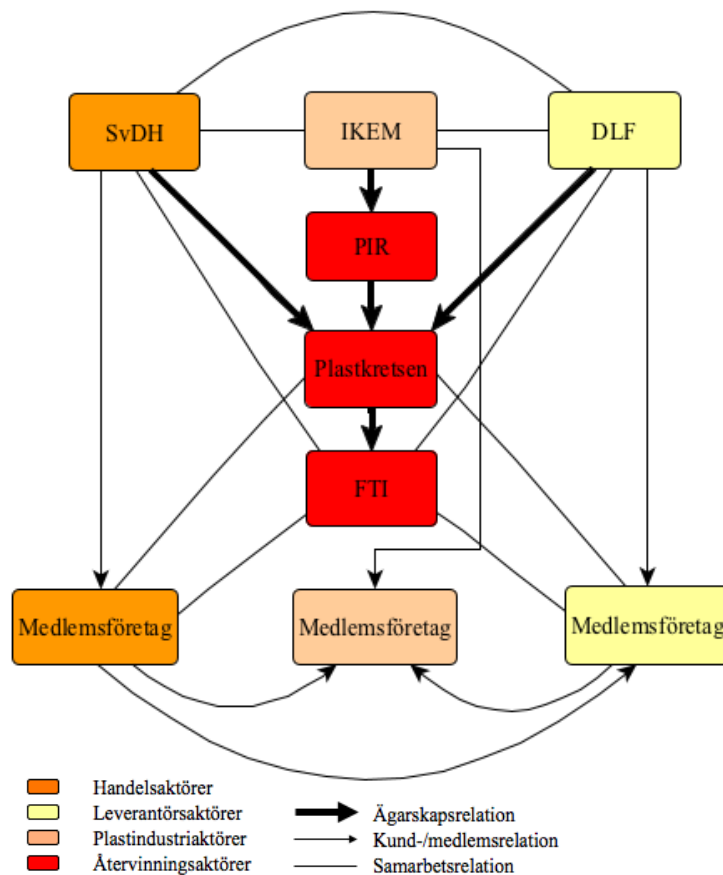 SvDH
IKEM
DLF
PIR
Plastkretsen
FTI
Medlemsföretag
Medlemsföretag
Medlemsföretag
Handelsaktörer
Leverantörsaktörer
Plastindustriaktörer
Återvinningsaktörer
Ägarskapsrelation
Kund-/medlemsrelation
Samarbetsrelation